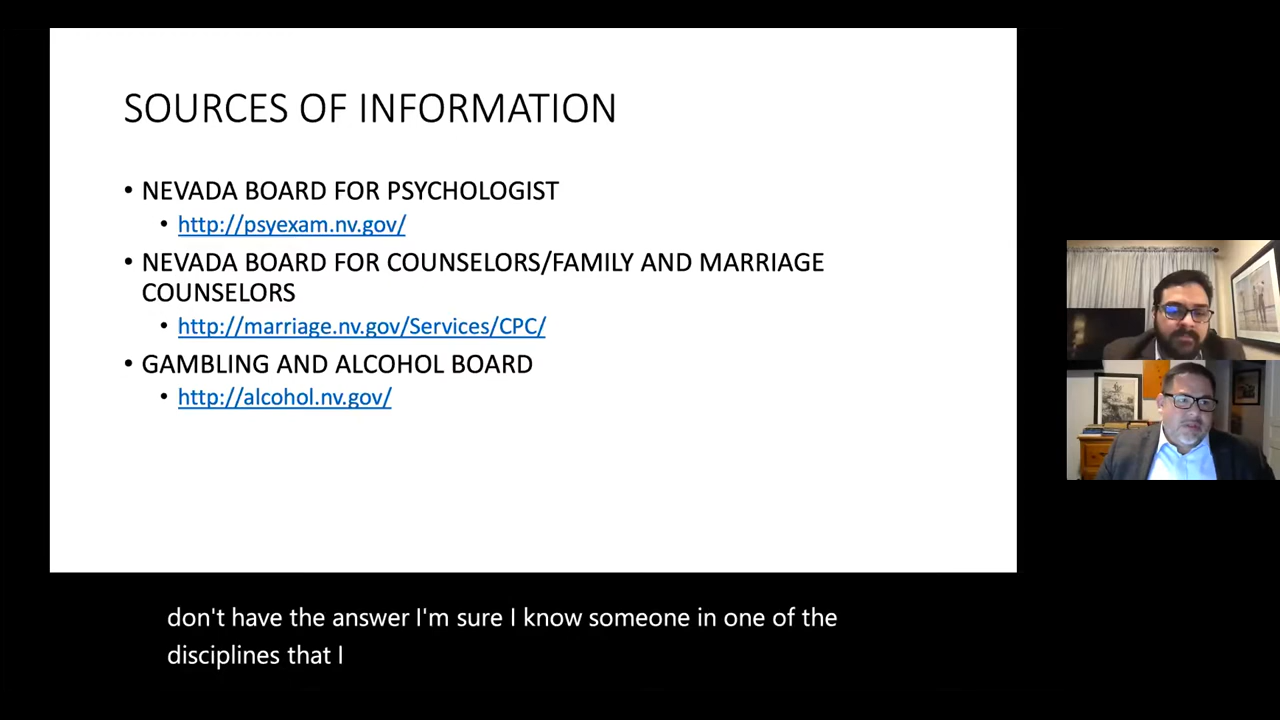 SOURCES OF INFORMATION
• NEVADA BOARD FOR PSYCHOLOGIST
• http://psyexam.nv.gov/
• NEVADA BOARD FOR COUNSELORS/FAMILY AND MARRIAGE
COUNSELORS
• http://marriage.nv.gov/Services/CPC/
• GAMBLING AND ALCOHOL BOARD
• http://alcohol.nv.gov/
don't have the answer I'm sure I know someone in one of the
disciplines that I